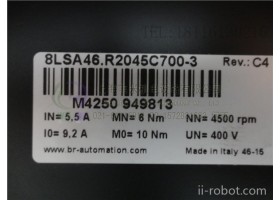 8LSA46.R2045C700-3 Rev.: C4
M4250 949813
IN= 5,5 A MN= 6 Nm NN= 4500 rpm
I0= 9,2 A M0= 10 Nm UN= 400 V
www.br-automation.com Made in Italy 46-15
ii-robot.com